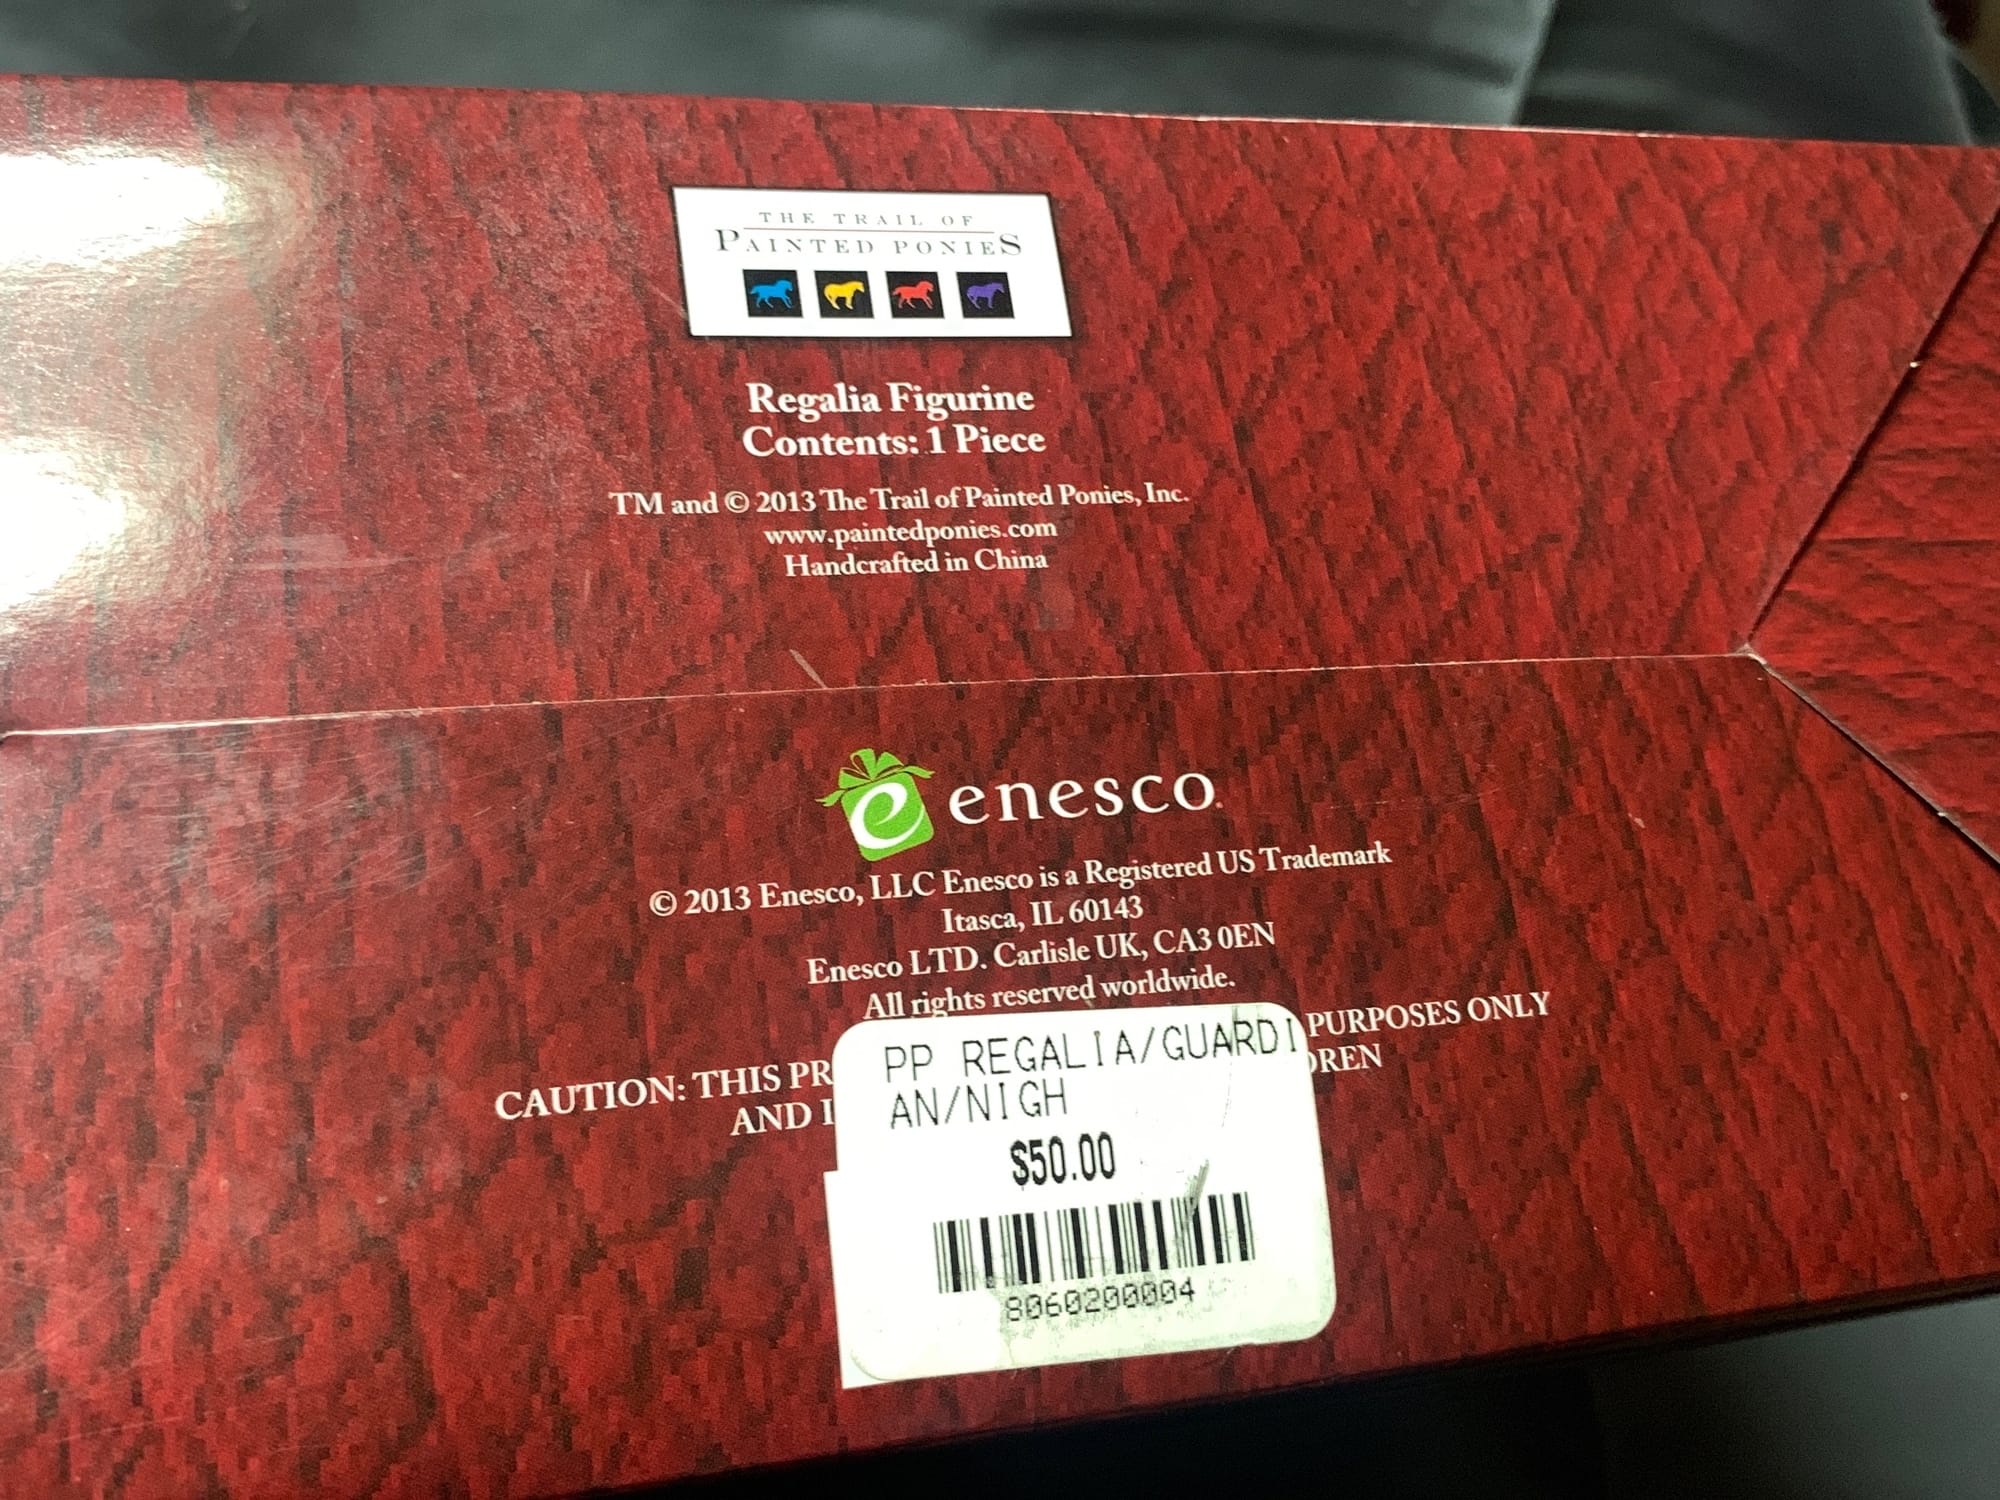 THE TRAIL OF
PAINTED PONIES
Regalia Figurine
Contents: 1 Piece
TM and © 2013 The Trail of Painted Ponies, Inc.
www.paintedponies.com
Handcrafted in China
e enesco
© 2013 Enesco, LLC Enesco is a Registered US Trademark
Itasca, IL 60143
Enesco LTD. Carlisle UK, CA3 0EN
All rights reserved worldwide.
CAUTION: THIS PR PURPOSES ONLY
AND
PP REGALIA/GUARDI
AN/NIGH
$50.00
8060200004